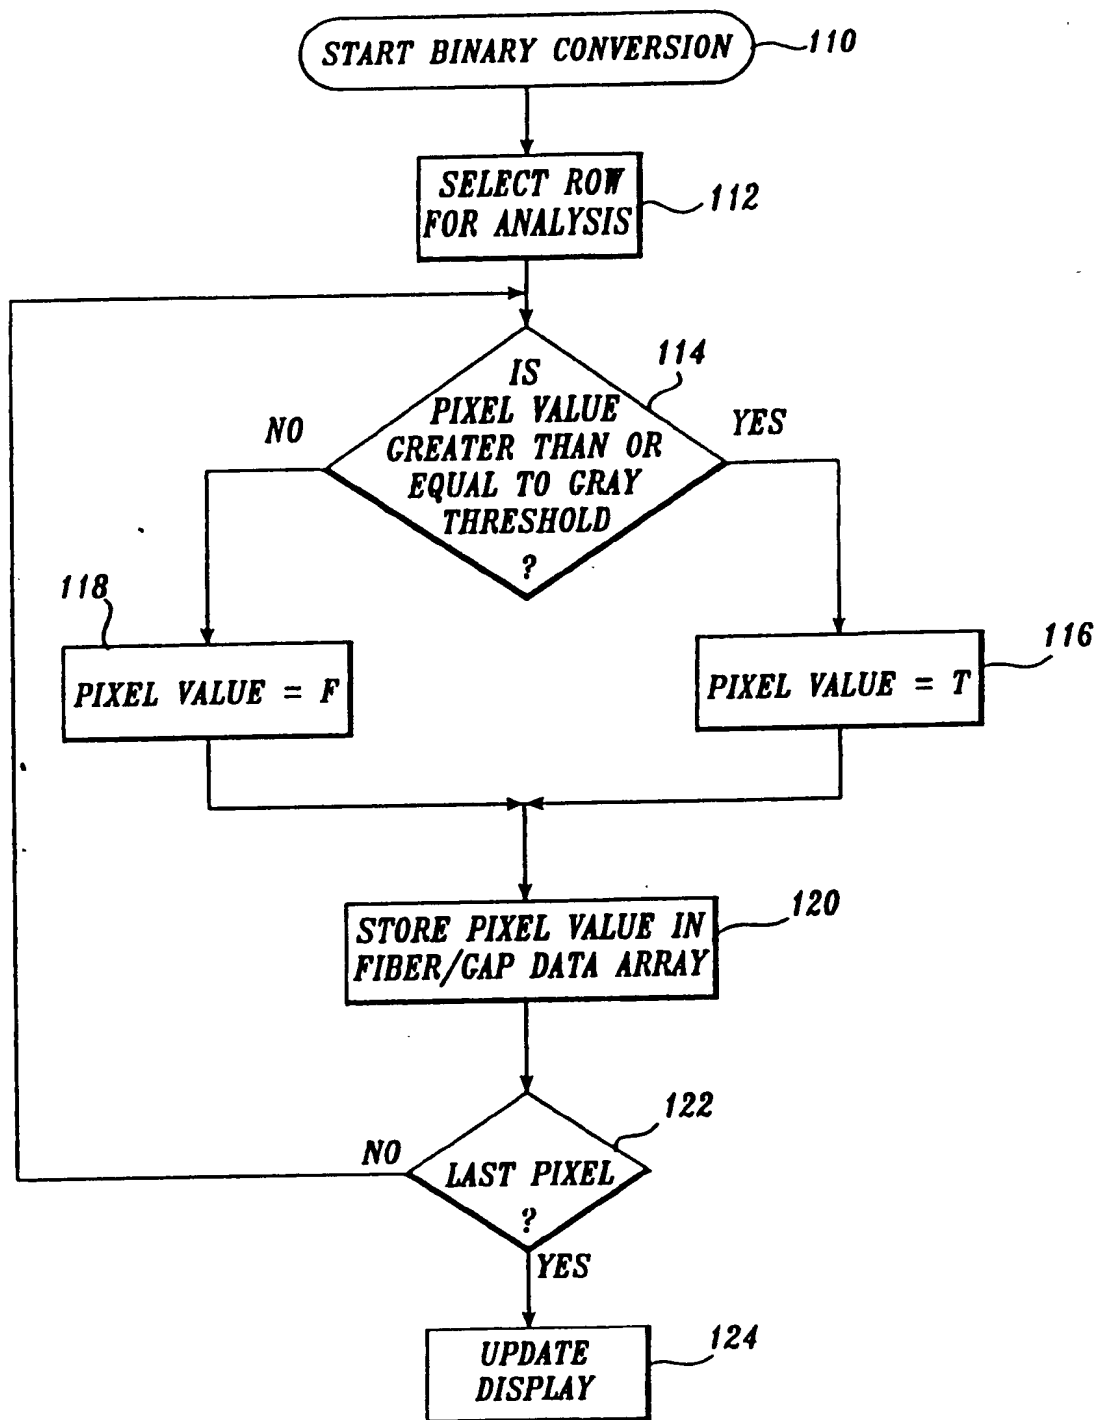 START BINARY CONVERSION
110
SELECT ROW
FOR ANALYSIS
112
IS
PIXEL VALUE
GREATER THAN OR
EQUAL TO GRAY
THRESHOLD
?
114
NO
YES
118
PIXEL VALUE = F
116
PIXEL VALUE = T
STORE PIXEL VALUE IN
FIBER/GAP DATA ARRAY
120
122
NO
LAST PIXEL
?
YES
UPDATE
DISPLAY
124